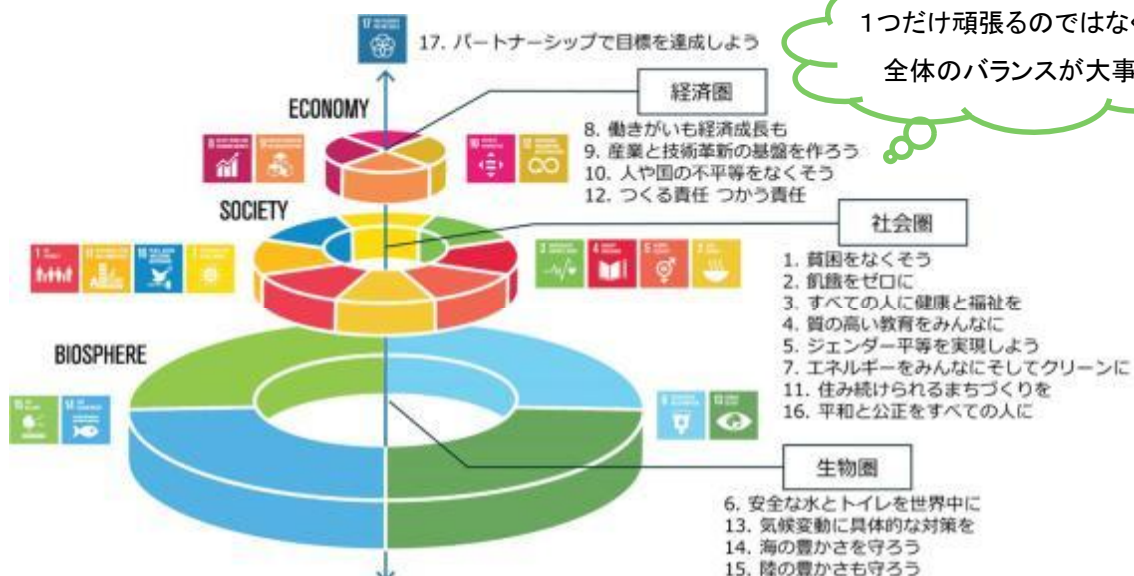 1つだけ頑張るのではなく
全体のバランスが大事
17. パートナーシップで目標を達成しよう
経済圏
ECONOMY
8. 働きがいも経済成長も
9. 産業と技術革新の基盤を作ろう
10. 人や国の不平等をなくそう
12. つくる責任 つかう責任
SOCIETY
社会圏
1. 貧困をなくそう
2. 飢餓をゼロに
3. すべての人に健康と福祉を
4. 質の高い教育をみんなに
5. ジェンダー平等を実現しよう
7. エネルギーをみんなにそしてクリーンに
11. 住み続けられるまちづくりを
16. 平和と公正をすべての人に
BIOSPHERE
生物圏
6. 安全な水とトイレを世界中に
13. 気候変動に具体的な対策を
14. 海の豊かさを守ろう
15. 陸の豊かさも守ろう